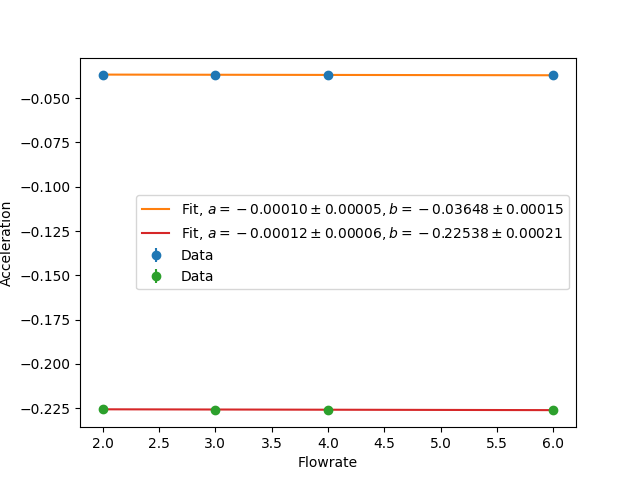 −0.050
−0.075
−0.100
−0.125
−0.150
−0.175
−0.200
−0.225
Acceleration
Fit, a = −0.00010 ± 0.00005, b = −0.03648 ± 0.00015
Fit, a = −0.00012 ± 0.00006, b = −0.22538 ± 0.00021
Data
Data
2.0 2.5 3.0 3.5 4.0 4.5 5.0 5.5 6.0
Flowrate